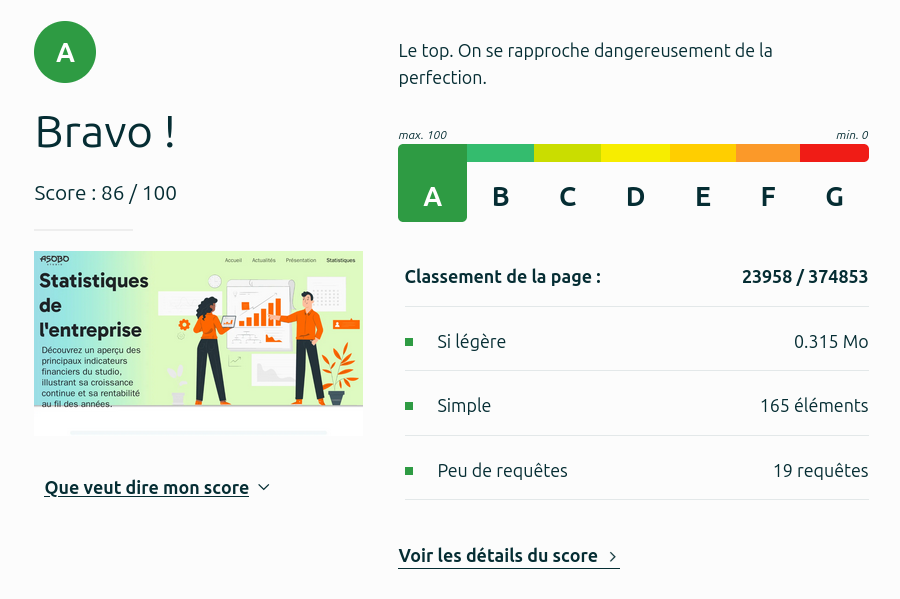 A
Bravo !
Score : 86 / 100
ASOBO
STUDIO
Accueil Actualités Présentation Statistiques
Statistiques
de
l'entreprise
Découvrez un aperçu des
principaux indicateurs
financiers du studio,
illustrant sa croissance
continue et sa rentabilité
au fil des années.
Que veut dire mon score
Le top. On se rapproche dangereusement de la
perfection.
max. 100 min. 0
A B C D E F G
Classement de la page : 23958 / 374853
Si légère 0.315 Mo
Simple 165 éléments
Peu de requêtes 19 requêtes
Voir les détails du score